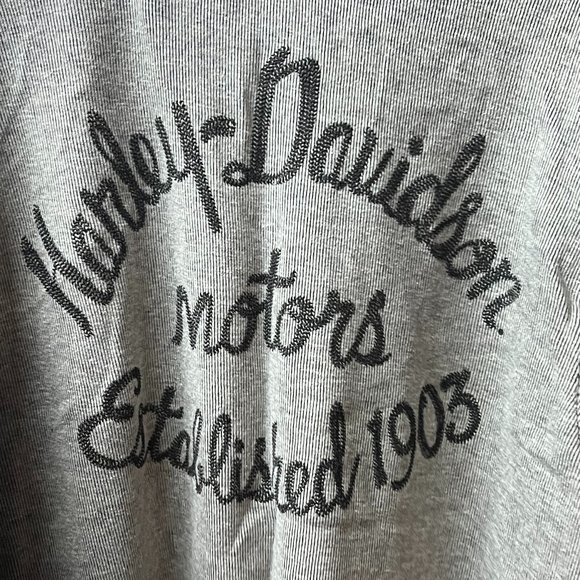 Harley-Davidson.
Motors
Established 1903